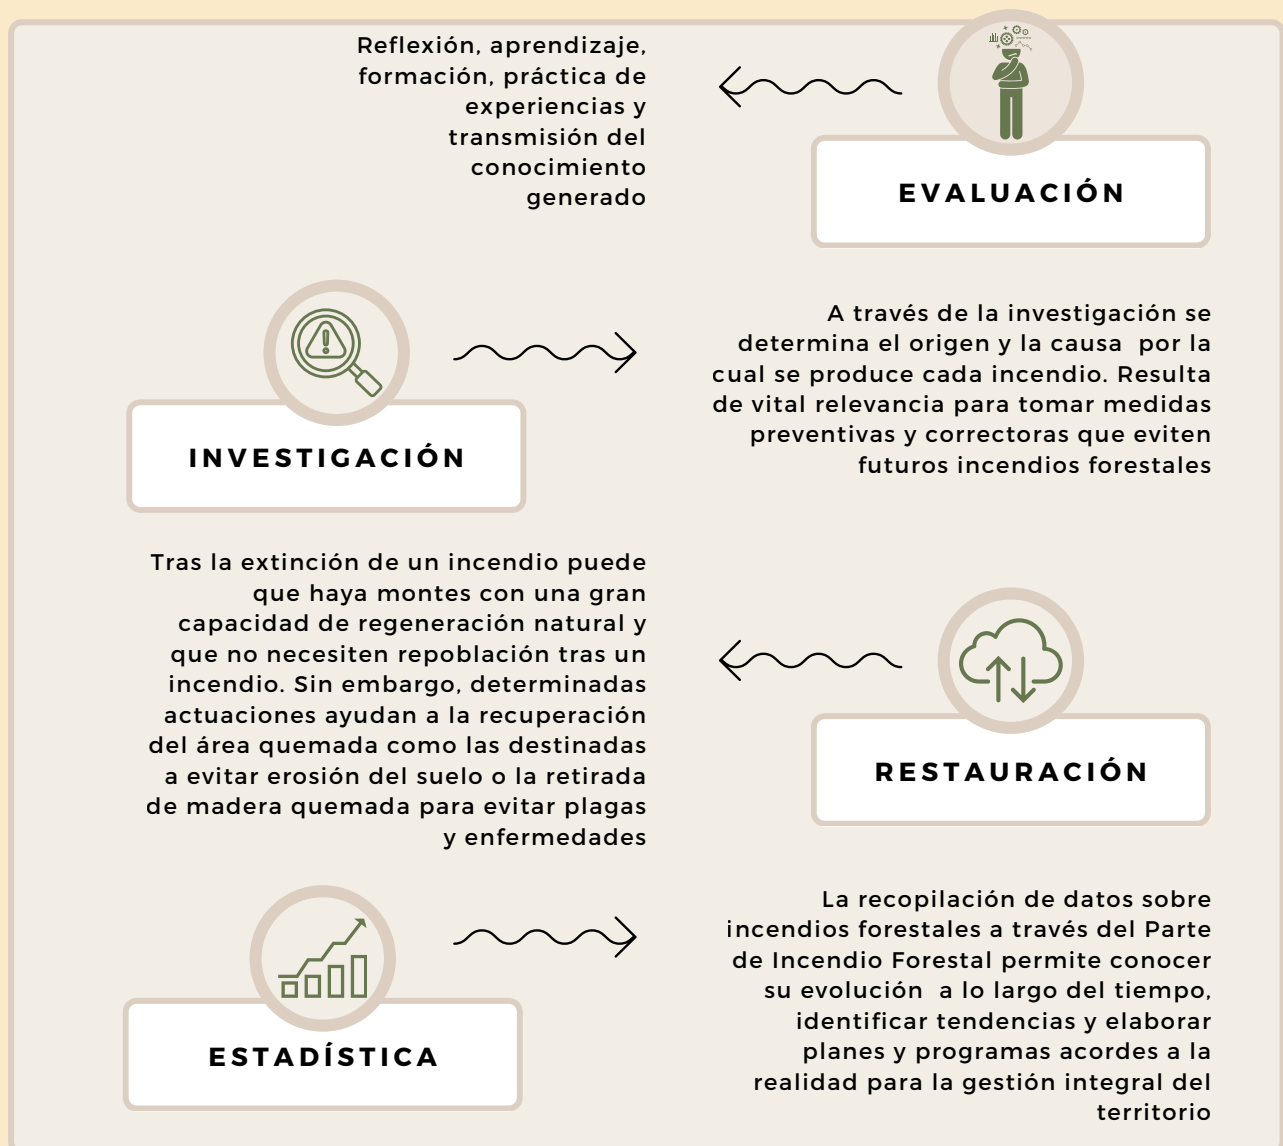 Reflexión, aprendizaje,
formación, práctica de
experiencias y
transmisión del
conocimiento
generado
EVALUACIÓN
INVESTIGACIÓN
A través de la investigación se
determina el origen y la causa por la
cual se produce cada incendio. Resulta
de vital relevancia para tomar medidas
preventivas y correctoras que eviten
futuros incendios forestales
Tras la extinción de un incendio puede
que haya montes con una gran
capacidad de regeneración natural y
que no necesiten repoblación tras un
incendio. Sin embargo, determinadas
actuaciones ayudan a la recuperación
del área quemada como las destinadas
a evitar erosión del suelo o la retirada
de madera quemada para evitar plagas
y enfermedades
RESTAURACIÓN
ESTADÍSTICA
La recopilación de datos sobre
incendios forestales a través del Parte
de Incendio Forestal permite conocer
su evolución a lo largo del tiempo,
identificar tendencias y elaborar
planes y programas acordes a la
realidad para la gestión integral del
territorio